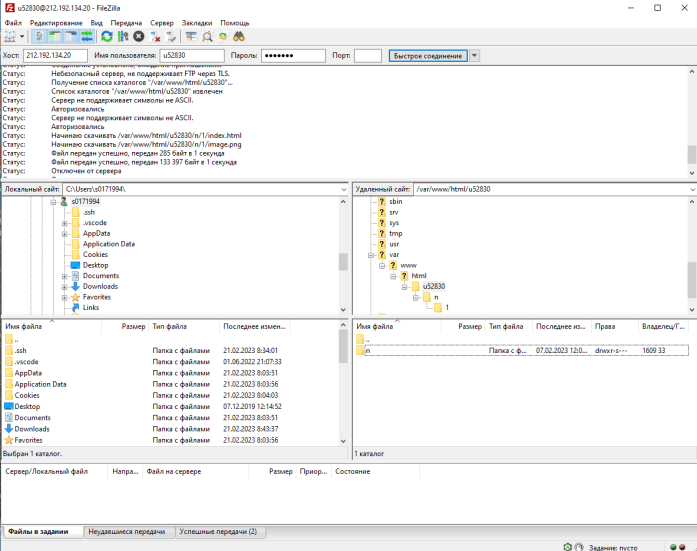 u52830@212.192.134.20 - FileZilla
Файл Редактирование Вид Передача Сервер Закладки Помощь
Хост: 212.192.134.20 Имя пользователя: u52830 Пароль: ●●●●●●● Порт: Быстрое соединение
Статус: Небезопасный сервер, не поддерживает FTP через TLS.
Статус: Получение списка каталогов "/var/www/html/u52830"...
Статус: Список каталогов "/var/www/html/u52830" извлечен
Статус: Сервер не поддерживает символы не ASCII.
Статус: Авторизовались
Статус: Сервер не поддерживает символы не ASCII.
Статус: Авторизовались
Статус: Начинаю скачивать /var/www/html/u52830/n/1/index.html
Статус: Начинаю скачивать /var/www/html/u52830/n/1/image.png
Статус: Файл передан успешно, передан 285 байт в 1 секунда
Статус: Файл передан успешно, передан 133 397 байт в 1 секунда
Статус: Отключен от сервера
Локальный сайт: C:\Users\s0171994\
s0171994
.ssh
.vscode
AppData
Application Data
Cookies
Desktop
Documents
Downloads
Favorites
Links
Удаленный сайт: /var/www/html/u52830
sbin
srv
sys
tmp
usr
var
www
html
u52830
n
1
Имя файла Размер Тип файла Последнее измен...
..
.ssh Папка с файлами 21.02.2023 8:34:01
.vscode Папка с файлами 01.06.2022 21:07:33
AppData Папка с файлами 21.02.2023 8:03:51
Application Data Папка с файлами 21.02.2023 8:03:56
Cookies Папка с файлами 21.02.2023 8:04:03
Desktop Папка с файлами 07.12.2019 12:14:52
Documents Папка с файлами 21.02.2023 8:03:51
Downloads Папка с файлами 21.02.2023 8:43:37
Favorites Папка с файлами 21.02.2023 8:03:56
Выбран 1 каталог.
Имя файла Размер Тип файла Последнее из... Права Владелец/Г...
..
n Папка с ф... 07.02.2023 12:0... drwxr-s--- 1609 33
1 каталог
Сервер/Локальный файл Напра... Файл на сервере Размер Приор... Состояние
Файлы в задании Неудавшиеся передачи Успешные передачи (2)
Задание: пусто